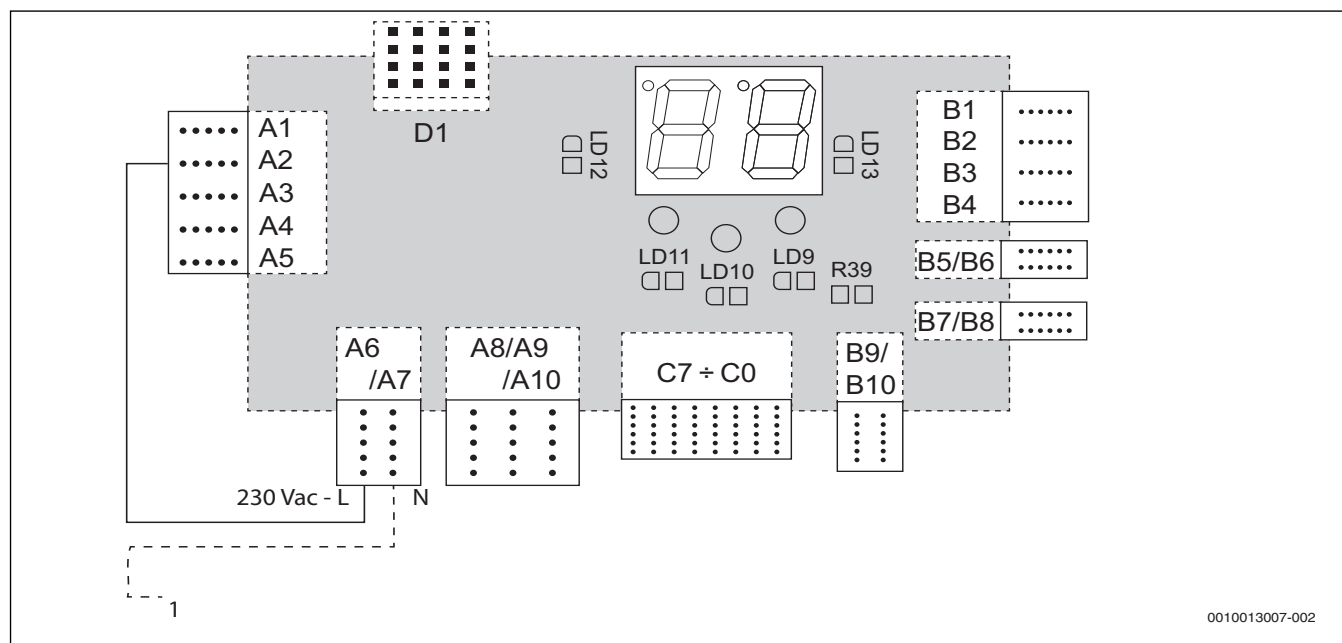 D1
A1
A2
A3
A4
A5
LD12
LD13
B1
B2
B3
B4
LD11
LD10
LD9
R39
B5/B6
B7/B8
A6
/A7
A8/A9
/A10
C7 ÷ C0
B9/
B10
230 Vac - L
N
1
0010013007-002